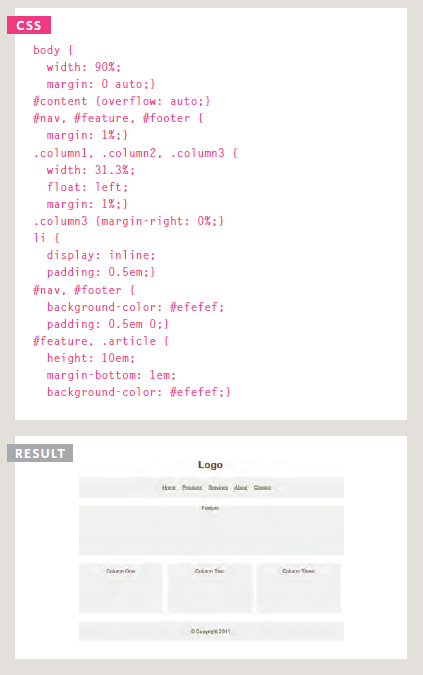 CSS
body {
width: 90%;
margin: 0 auto;}
#content {overflow: auto;}
#nav, #feature, #footer {
margin: 1%;}
.column1, .column2, .column3 {
width: 31.3%;
float: left;
margin: 1%;}
.column3 {margin-right: 0%;}
li {
display: inline;
padding: 0.5em;}
#nav, #footer {
background-color: #efefef;
padding: 0.5em 0;}
#feature, .article {
height: 10em;
margin-bottom: 1em;
background-color: #efefef;}
RESULT
Logo
Home Products Services About Contact
Feature
Column One Column Two Column Three
© Copyright 2011